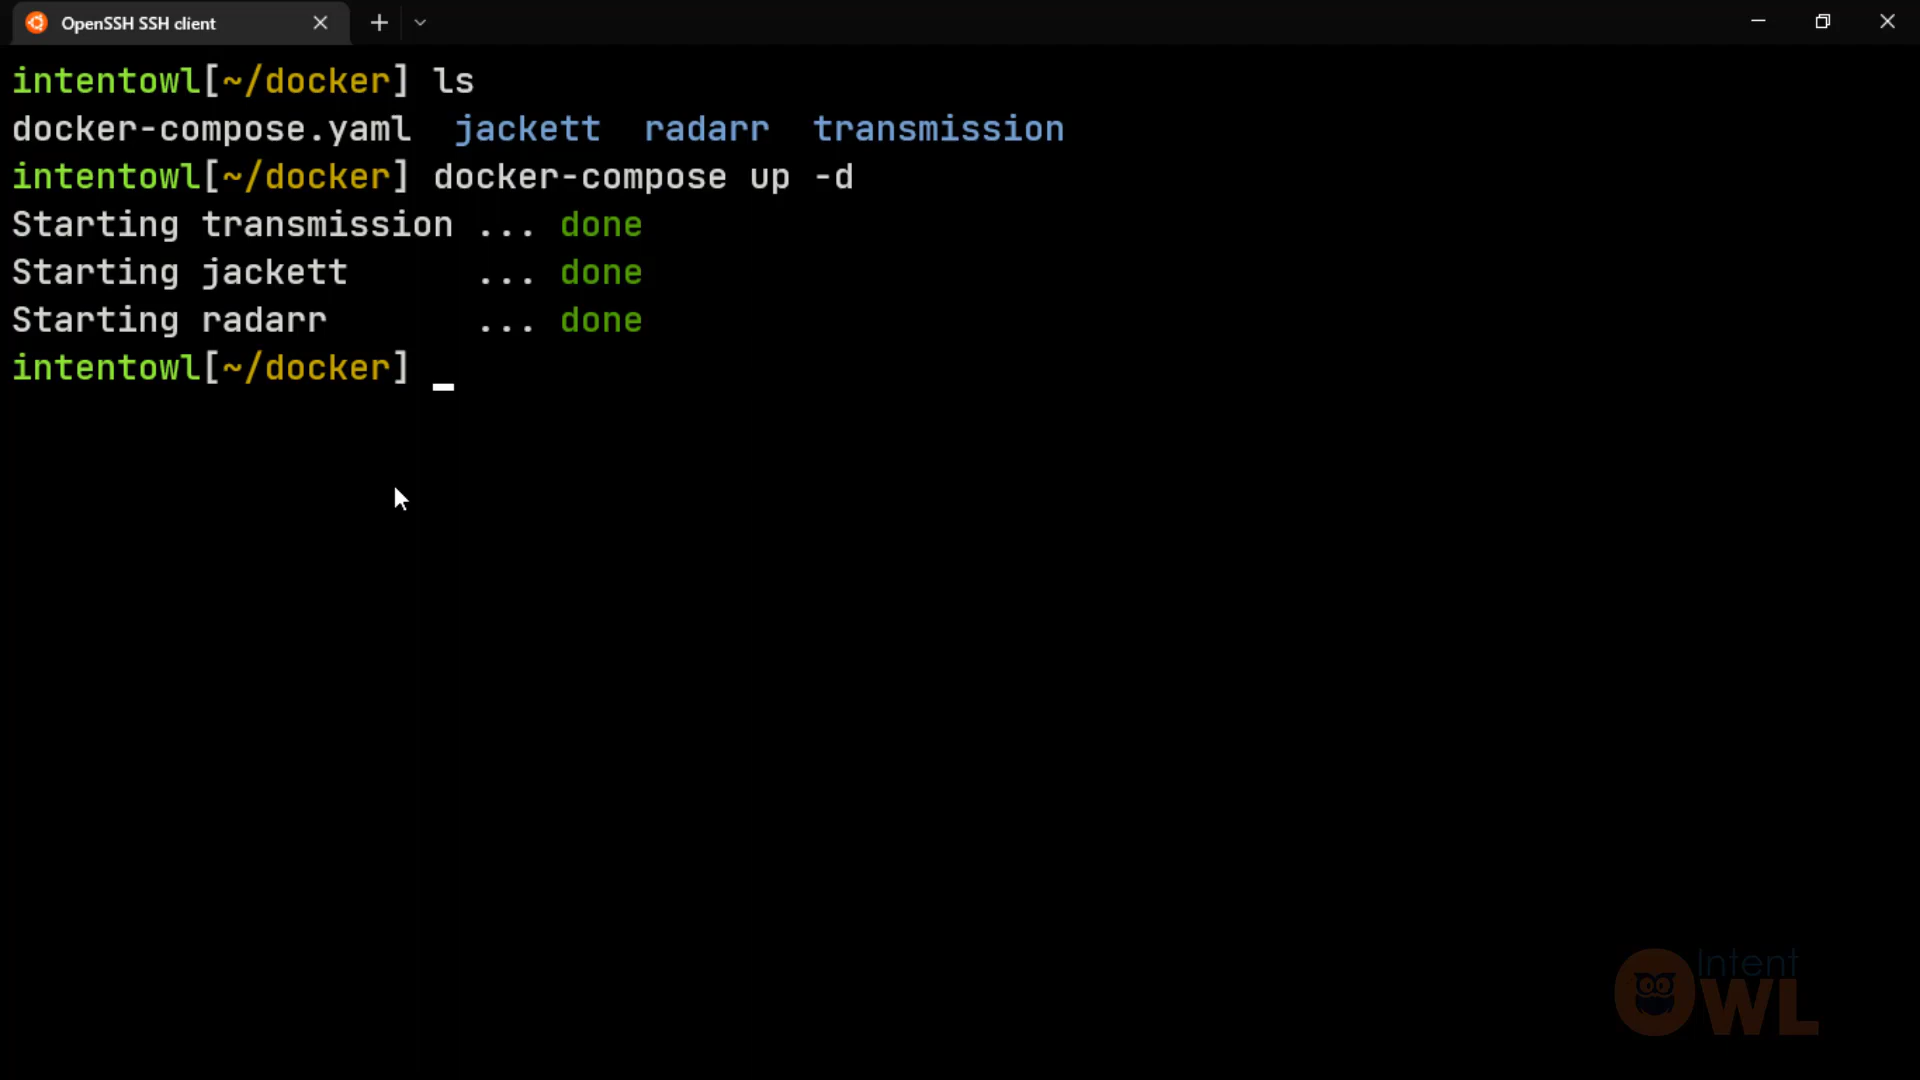 OpenSSH SSH client
intentowl[~/docker] ls
docker-compose.yaml  jackett  radarr  transmission
intentowl[~/docker] docker-compose up -d
Starting transmission ... done
Starting jackett      ... done
Starting radarr       ... done
intentowl[~/docker] _
Intent
OWL